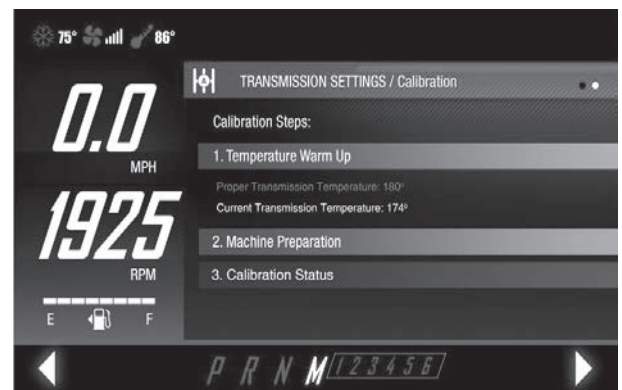 75° 86°
TRANSMISSION SETTINGS / Calibration
0.0
MPH
1925
RPM
E F
Calibration Steps:
1. Temperature Warm Up
Proper Transmission Temperature: 180°
Current Transmission Temperature: 174°
2. Machine Preparation
3. Calibration Status
P R N M 1 2 3 4 5 6